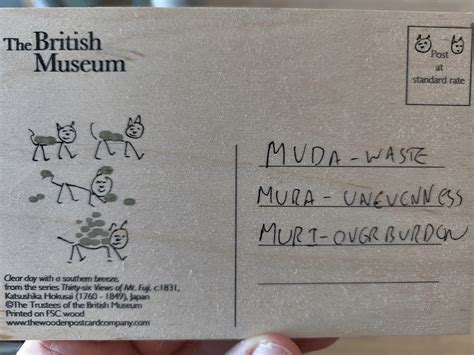 The British
Museum
Post
at
standard rate
MUDA - WASTE
MURA - UNEVENNESS
MURI - OVERBURDEN
Clear day with a southern breeze,
from the series Thirty-six Views of Mt. Fuji, c1831,
Katsushika Hokusai (1760 - 1849), Japan
©The Trustees of the British Museum
Printed on FSC wood
www.thewoodenpostcardcompany.com